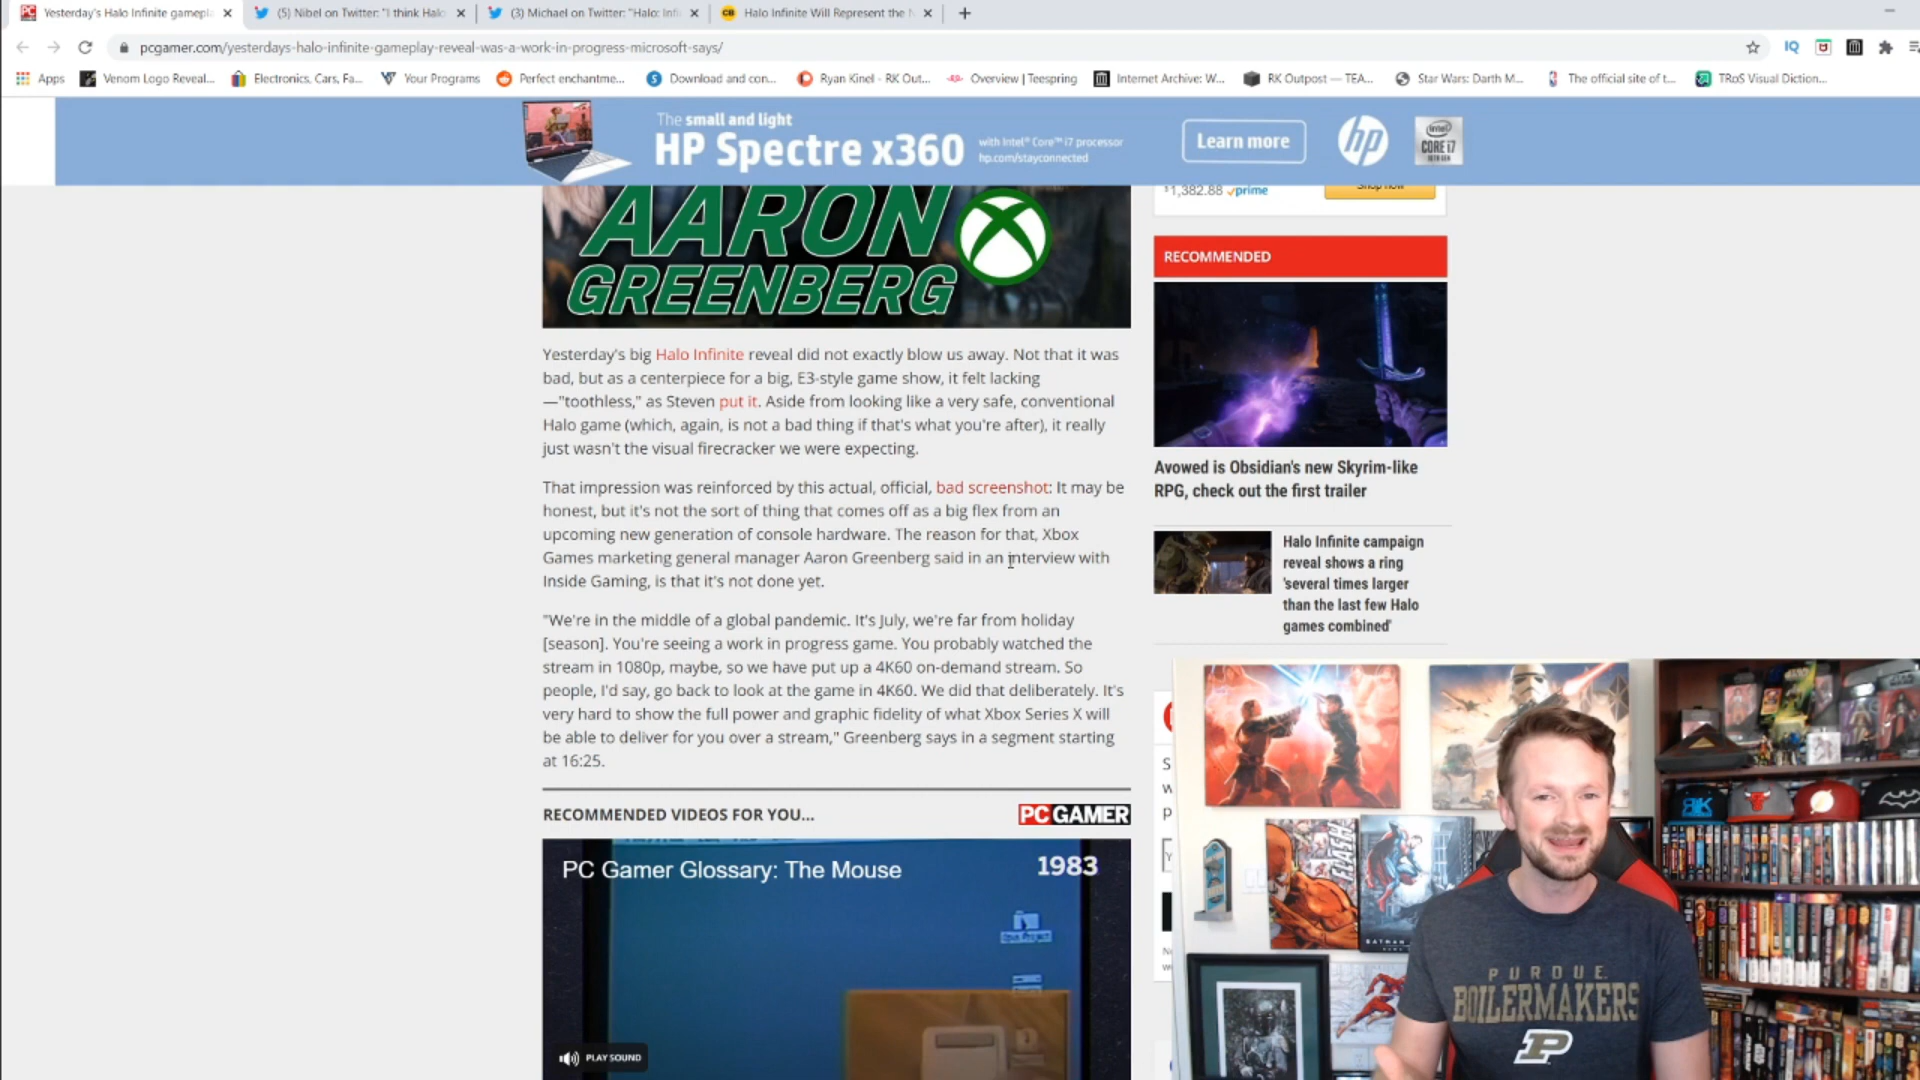 Yesterday's Halo Infinite gamepl
(5) Nibel on Twitter: "I think Halo
(3) Michael on Twitter: "Halo: Infi
CB
Halo Infinite Will Represent the N
pcgamer.com/yesterdays-halo-infinite-gameplay-reveal-was-a-work-in-progress-microsoft-says/
IQ
Apps
Venom Logo Reveal...
Electronics, Cars, Fa...
Your Programs
Perfect enchantme...
Download and con...
Ryan Kinel - RK Out...
Overview | Teespring
Internet Archive: W...
RK Outpost — TEA...
Star Wars: Darth M...
The official site of t...
TRoS Visual Diction...
The small and light
HP Spectre x360
with Intel® Core™ i7 processor
hp.com/stayconnected
Learn more
hp
intel
CORE i7
AARON
GREENBERG
$1,382.88 prime
Shop now
RECOMMENDED
Yesterday's big Halo Infinite reveal did not exactly blow us away. Not that it was
bad, but as a centerpiece for a big, E3-style game show, it felt lacking
—"toothless," as Steven put it. Aside from looking like a very safe, conventional
Halo game (which, again, is not a bad thing if that's what you're after), it really
just wasn't the visual firecracker we were expecting.
That impression was reinforced by this actual, official, bad screenshot: It may be
honest, but it's not the sort of thing that comes off as a big flex from an
upcoming new generation of console hardware. The reason for that, Xbox
Games marketing general manager Aaron Greenberg said in an interview with
Inside Gaming, is that it's not done yet.
"We're in the middle of a global pandemic. It's July, we're far from holiday
[season]. You're seeing a work in progress game. You probably watched the
stream in 1080p, maybe, so we have put up a 4K60 on-demand stream. So
people, I'd say, go back to look at the game in 4K60. We did that deliberately. It's
very hard to show the full power and graphic fidelity of what Xbox Series X will
be able to deliver for you over a stream," Greenberg says in a segment starting
at 16:25.
Avowed is Obsidian's new Skyrim-like
RPG, check out the first trailer
Halo Infinite campaign
reveal shows a ring
'several times larger
than the last few Halo
games combined'
RECOMMENDED VIDEOS FOR YOU...
PC GAMER
PC Gamer Glossary: The Mouse
1983
PLAY SOUND
FLASH
BATMAN
PURDUE
BOILERMAKERS
P